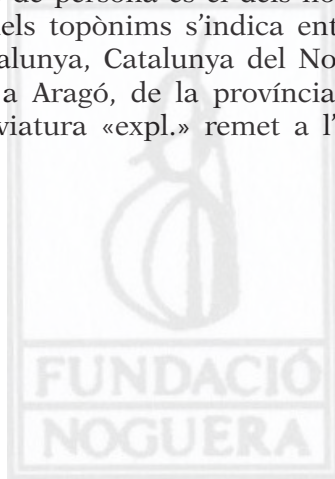 de persona és el dels no
dels topònims s’indica ent
alunya, Catalunya del No
a Aragó, de la província
viatura «expl.» remet a l’
FUNDACIÓ
NOGUERA